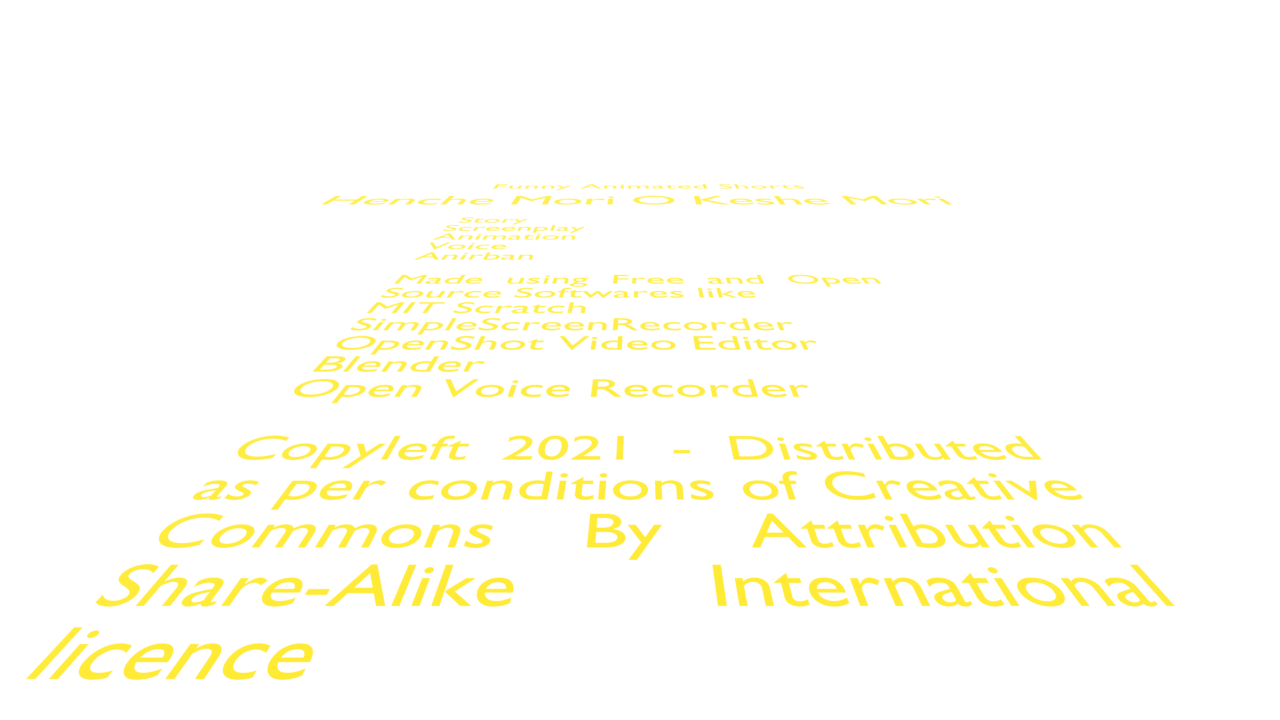 Funny Animated Shorts
Henche Mori O Keshe Mori
Story
Screenplay
Animation
Voice
Anirban
Made using Free and Open
Source Softwares like
MIT Scratch
SimpleScreenRecorder
OpenShot Video Editor
Blender
Open Voice Recorder
Copyleft 2021 - Distributed
as per conditions of Creative
Commons By Attribution
Share-Alike International
licence